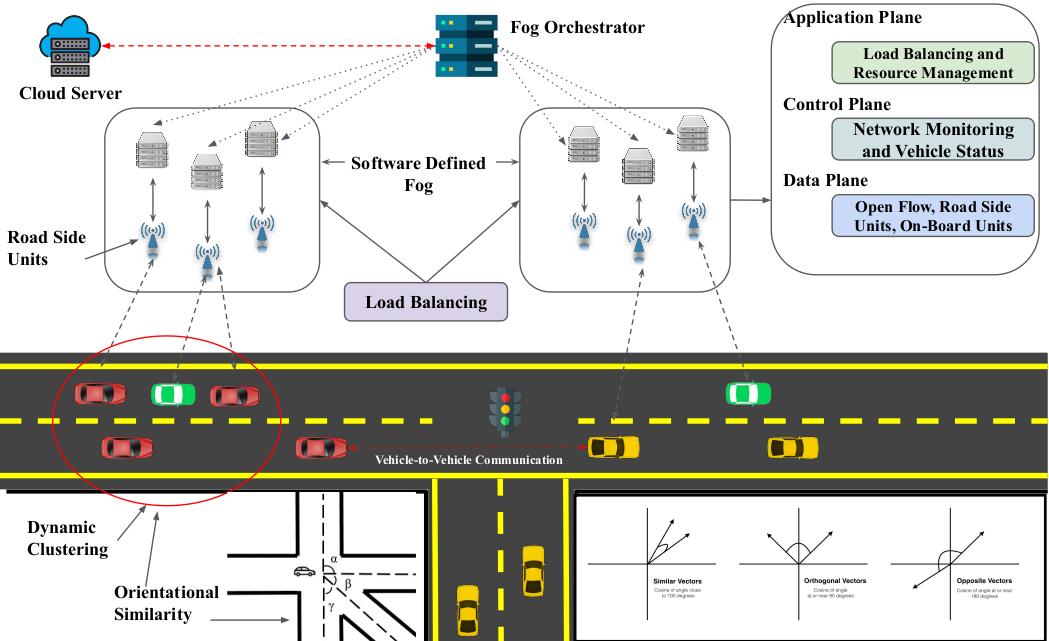 Fog Orchestrator
Cloud Server
Application Plane
Load Balancing and
Resource Management
Control Plane
Network Monitoring
and Vehicle Status
Data Plane
Open Flow, Road Side
Units, On-Board Units
Software Defined
Fog
Road Side
Units
Load Balancing
Vehicle-to-Vehicle Communication
Dynamic
Clustering
Orientational
Similarity
α
β
γ
Similar Vectors
Cosine of angle close
to 100 degrees
Orthogonal Vectors
Cosine of angle
at or near 90 degrees
Opposite Vectors
Cosine of angle at or near
180 degrees